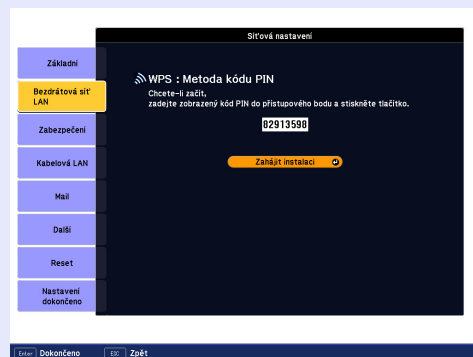 Síťová nastavení
Základní
Bezdrátová síť
LAN
Zabezpečení
Kabelová LAN
Mail
Další
Reset
Nastavení
dokončeno
WPS : Metoda kódu PIN
Chcete-li začít,
zadejte zobrazený kód PIN do přístupového bodu a stiskněte tlačítko.
02913598
Zahájit instalaci
Enter Dokončeno
ESC Zpět